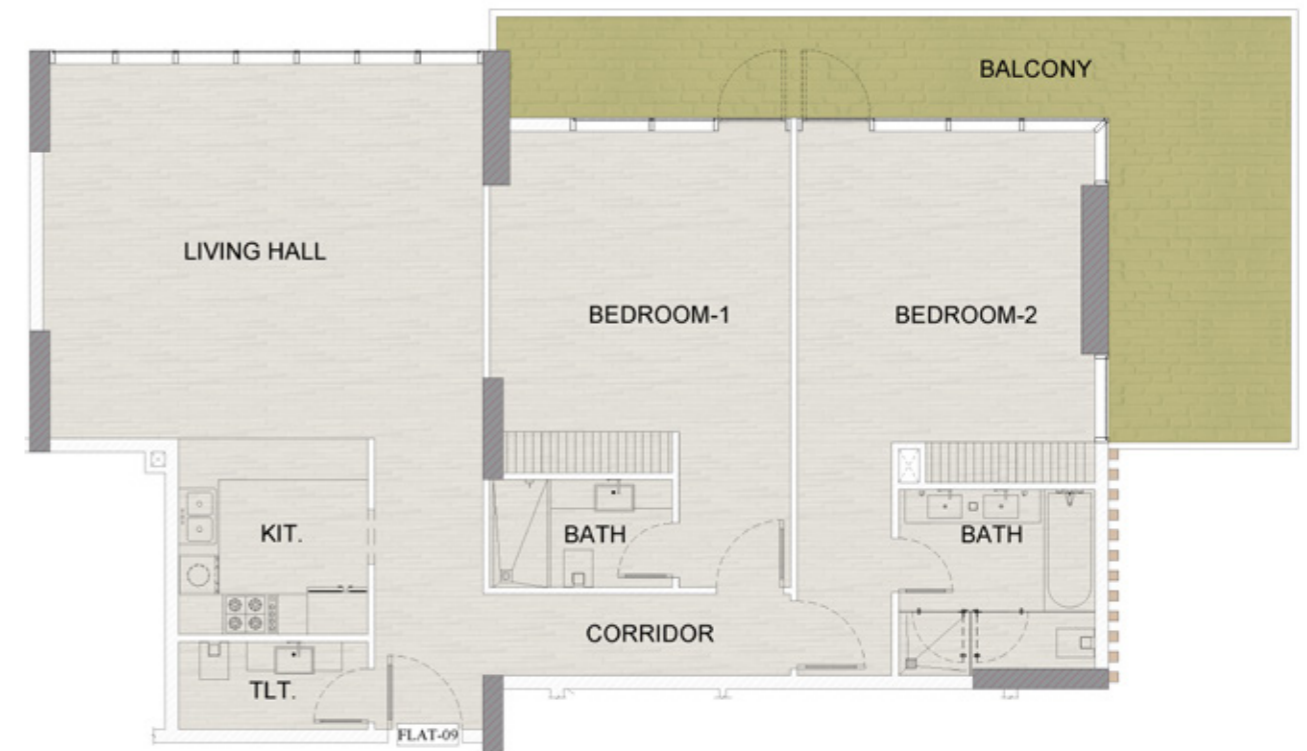 BALCONY
LIVING HALL
BEDROOM-1
BEDROOM-2
KIT.
BATH
BATH
CORRIDOR
TLT.
FLAT-09